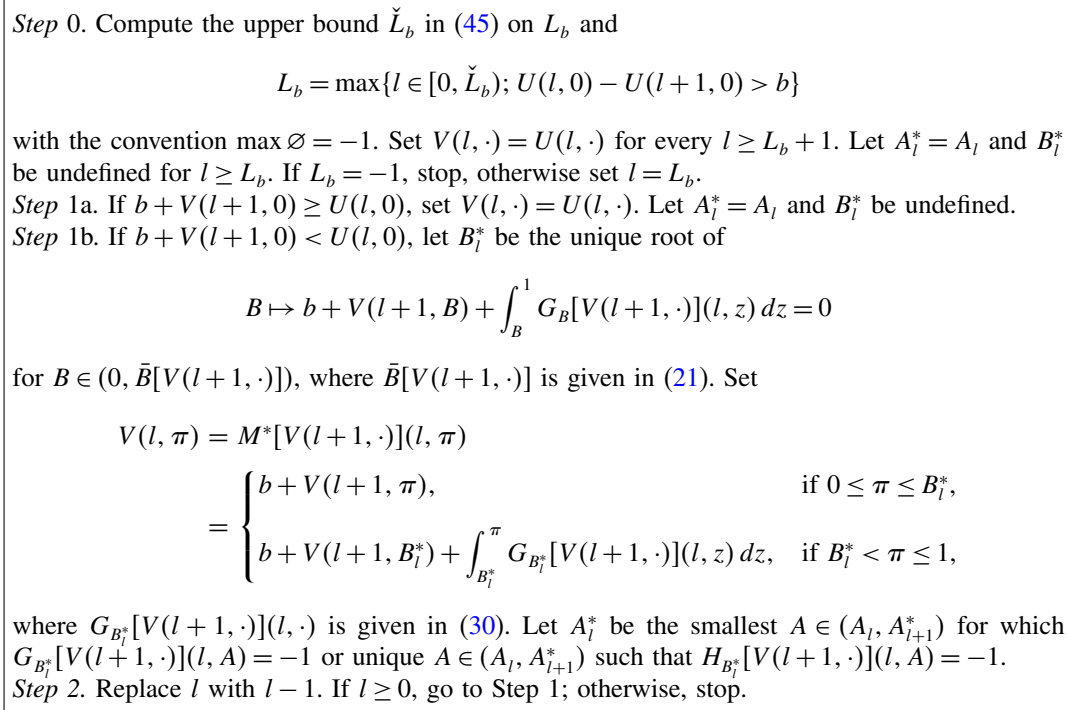 Step 0. Compute the upper bound Ľ_b in (45) on L_b and
L_b = max{l ∈ [0, Ľ_b); U(l, 0) − U(l + 1, 0) > b}
with the convention max ∅ = −1. Set V(l, ·) = U(l, ·) for every l ≥ L_b + 1. Let A*_l = A_l and B*_l
be undefined for l ≥ L_b. If L_b = −1, stop, otherwise set l = L_b.
Step 1a. If b + V(l + 1, 0) ≥ U(l, 0), set V(l, ·) = U(l, ·). Let A*_l = A_l and B*_l be undefined.
Step 1b. If b + V(l + 1, 0) < U(l, 0), let B*_l be the unique root of
B ↦ b + V(l + 1, B) + ∫_B^1 G_B[V(l + 1, ·)](l, z) dz = 0
for B ∈ (0, B̄[V(l + 1, ·)]), where B̄[V(l + 1, ·)] is given in (21). Set
V(l, π) = M*[V(l + 1, ·)](l, π)
= { b + V(l + 1, π), if 0 ≤ π ≤ B*_l,
b + V(l + 1, B*_l) + ∫_{B*_l}^π G_{B*_l}[V(l + 1, ·)](l, z) dz, if B*_l < π ≤ 1,
where G_{B*_l}[V(l + 1, ·)](l, ·) is given in (30). Let A*_l be the smallest A ∈ (A_l, A*_{l+1}) for which
G_{B*_l}[V(l + 1, ·)](l, A) = −1 or unique A ∈ (A_l, A*_{l+1}) such that H_{B*_l}[V(l + 1, ·)](l, A) = −1.
Step 2. Replace l with l − 1. If l ≥ 0, go to Step 1; otherwise, stop.